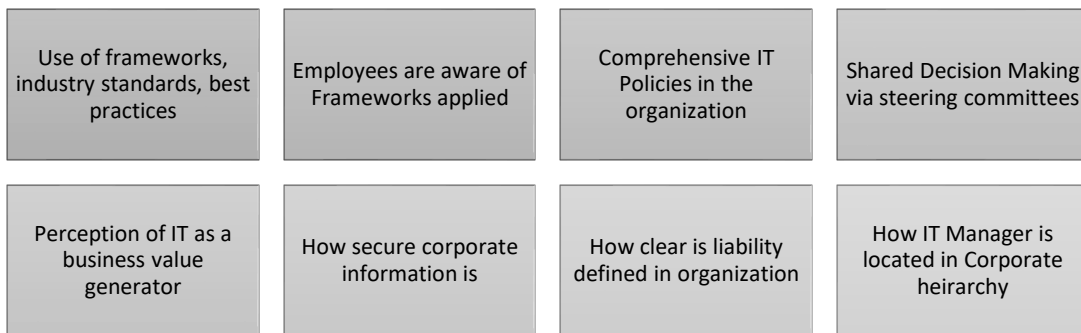 Use of frameworks,
industry standards, best
practices
Employees are aware of
Frameworks applied
Comprehensive IT
Policies in the
organization
Shared Decision Making
via steering committees
Perception of IT as a
business value
generator
How secure corporate
information is
How clear is liability
defined in organization
How IT Manager is
located in Corporate
heirarchy